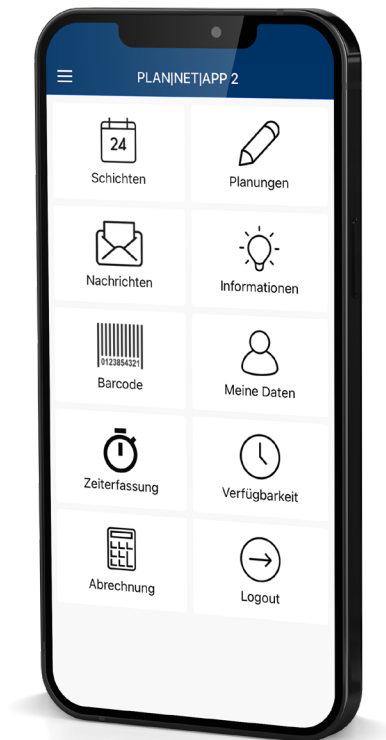 PLAN|NET|APP 2
24
Schichten
Planungen
Nachrichten
Informationen
0123854321
Barcode
Meine Daten
Zeiterfassung
Verfügbarkeit
Abrechnung
Logout